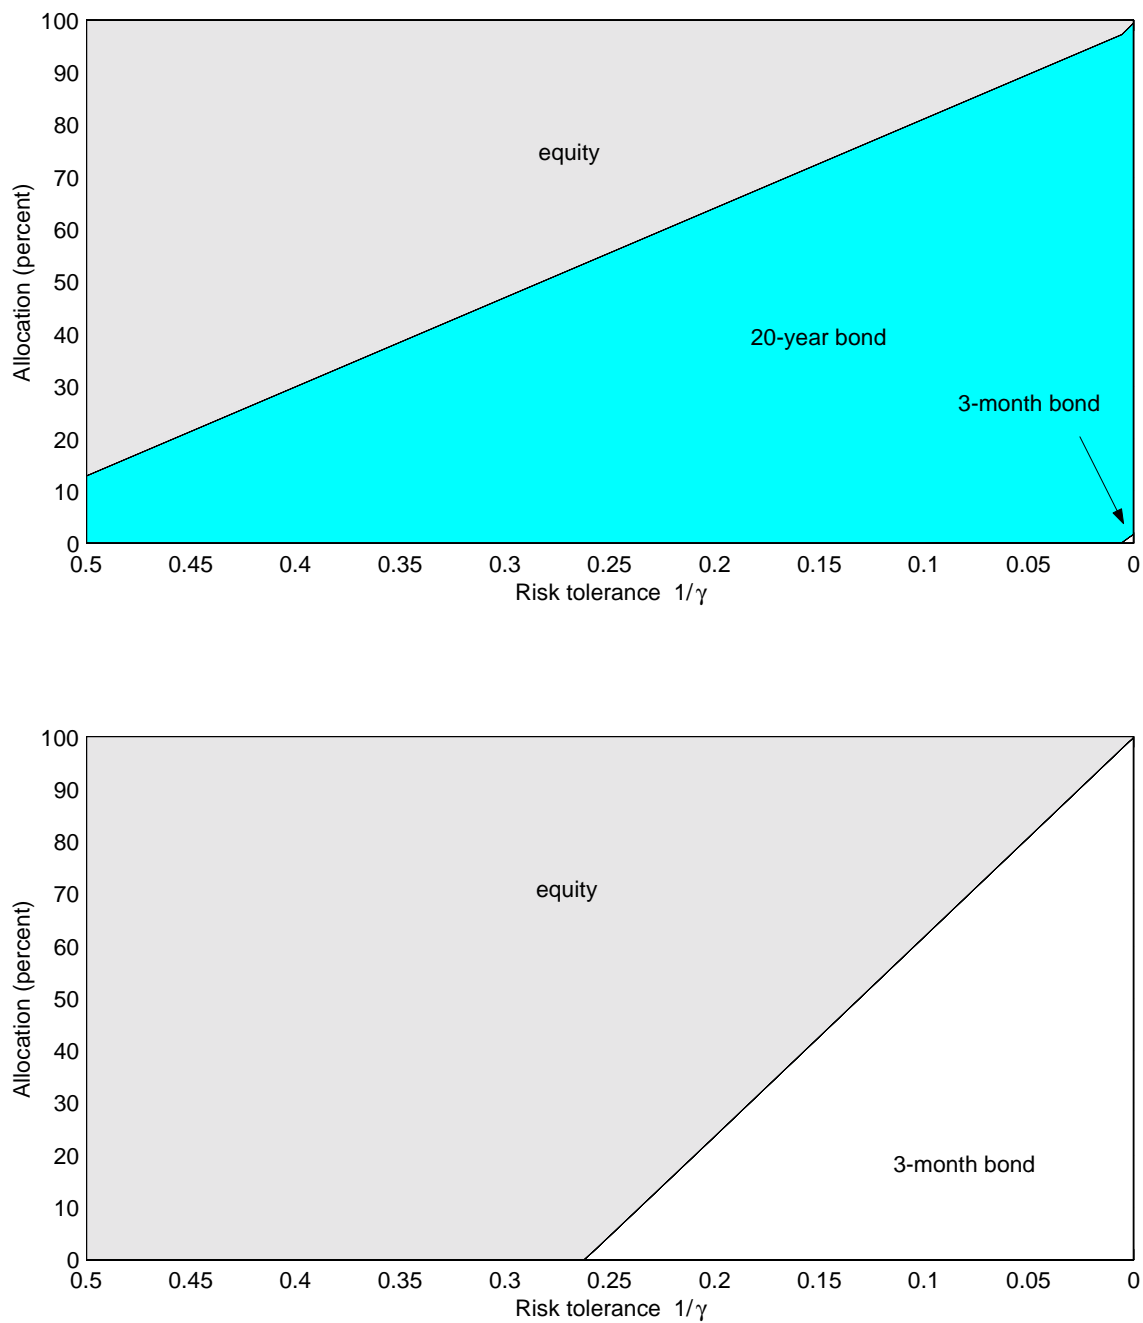 100
90
80
70
60
50
40
30
20
10
0
Allocation (percent)
equity
20-year bond
3-month bond
0.5 0.45 0.4 0.35 0.3 0.25 0.2 0.15 0.1 0.05 0
Risk tolerance 1/γ
100
90
80
70
60
50
40
30
20
10
0
Allocation (percent)
equity
3-month bond
0.5 0.45 0.4 0.35 0.3 0.25 0.2 0.15 0.1 0.05 0
Risk tolerance 1/γ